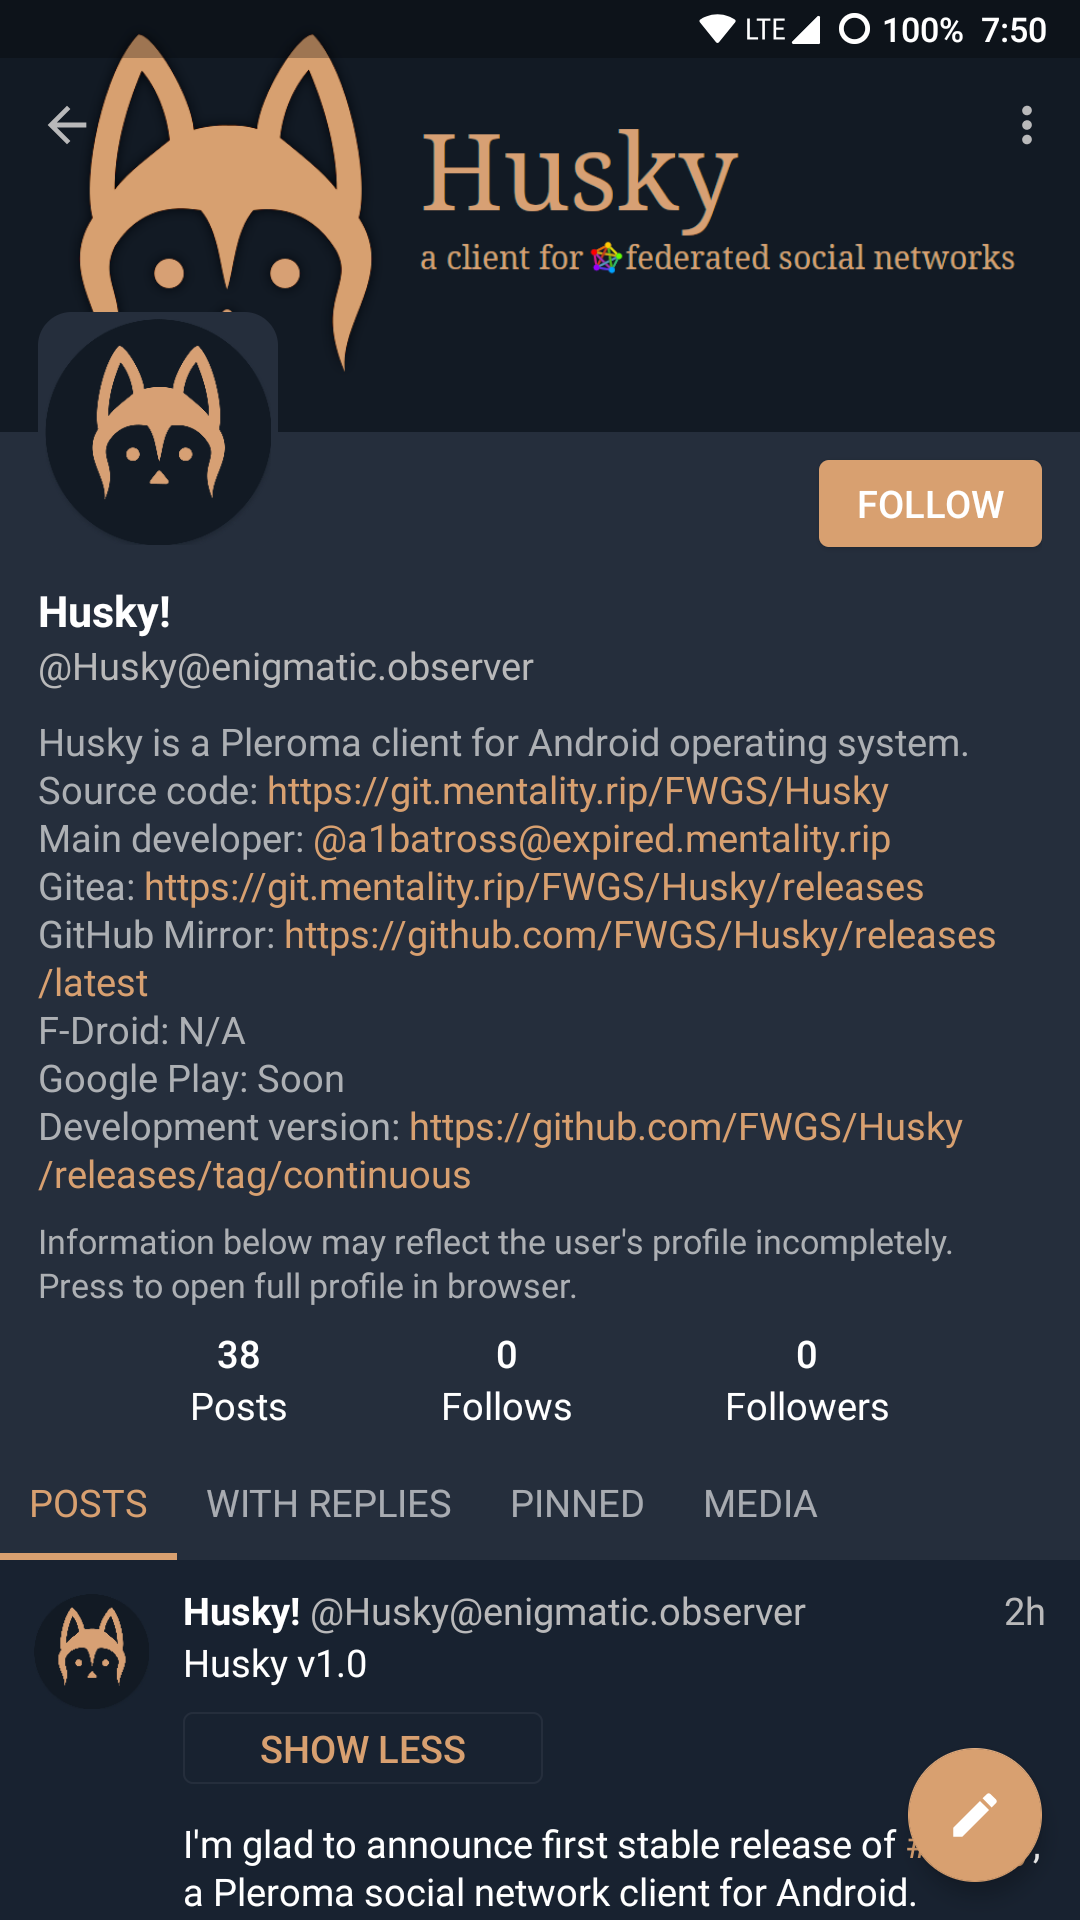 LTE 100% 7:50
Husky
a client for federated social networks
FOLLOW
Husky!
@Husky@enigmatic.observer
Husky is a Pleroma client for Android operating system.
Source code: https://git.mentality.rip/FWGS/Husky
Main developer: @a1batross@expired.mentality.rip
Gitea: https://git.mentality.rip/FWGS/Husky/releases
GitHub Mirror: https://github.com/FWGS/Husky/releases
/latest
F-Droid: N/A
Google Play: Soon
Development version: https://github.com/FWGS/Husky
/releases/tag/continuous
Information below may reflect the user's profile incompletely.
Press to open full profile in browser.
38 0 0
Posts Follows Followers
POSTS WITH REPLIES PINNED MEDIA
Husky! @Husky@enigmatic.observer 2h
Husky v1.0
SHOW LESS
I'm glad to announce first stable release of #,
a Pleroma social network client for Android.